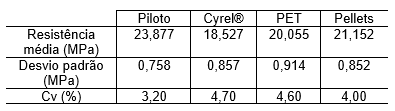 Piloto Cyrel® PET Pellets
Resistência
média (MPa) 23,877 18,527 20,055 21,152
Desvio padrão
(MPa) 0,758 0,857 0,914 0,852
Cv (%) 3,20 4,70 4,60 4,00